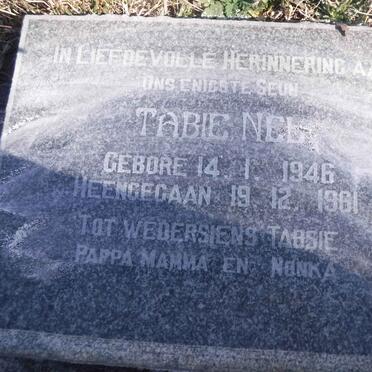 IN LIEFDEVOLLE HERINNERING AA
ONS ENIGSTE SEUN
TABIE NEL
GEBORE 14. 1 1946
HEENGEGAAN 19. 12. 1961
TOT WEDERSIENS TABSIE
PAPPA MAMMA EN NONKA